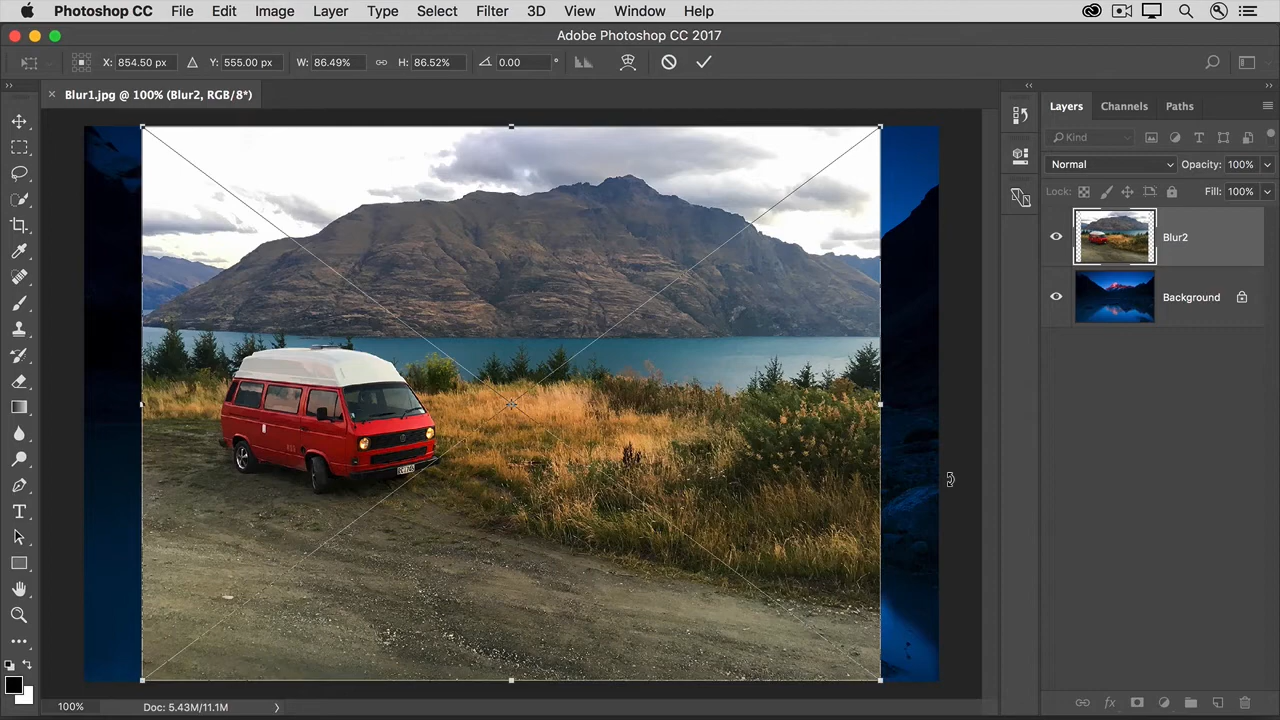 Photoshop CC File Edit Image Layer Type Select Filter 3D View Window Help
Adobe Photoshop CC 2017
X: 854.50 px Y: 555.00 px W: 86.49% H: 86.52% 0.00 °
Blur1.jpg @ 100% (Blur2, RGB/8*)
Layers Channels Paths
Kind
Normal Opacity: 100%
Lock: Fill: 100%
Blur2
Background
100% Doc: 5.43M/11.1M